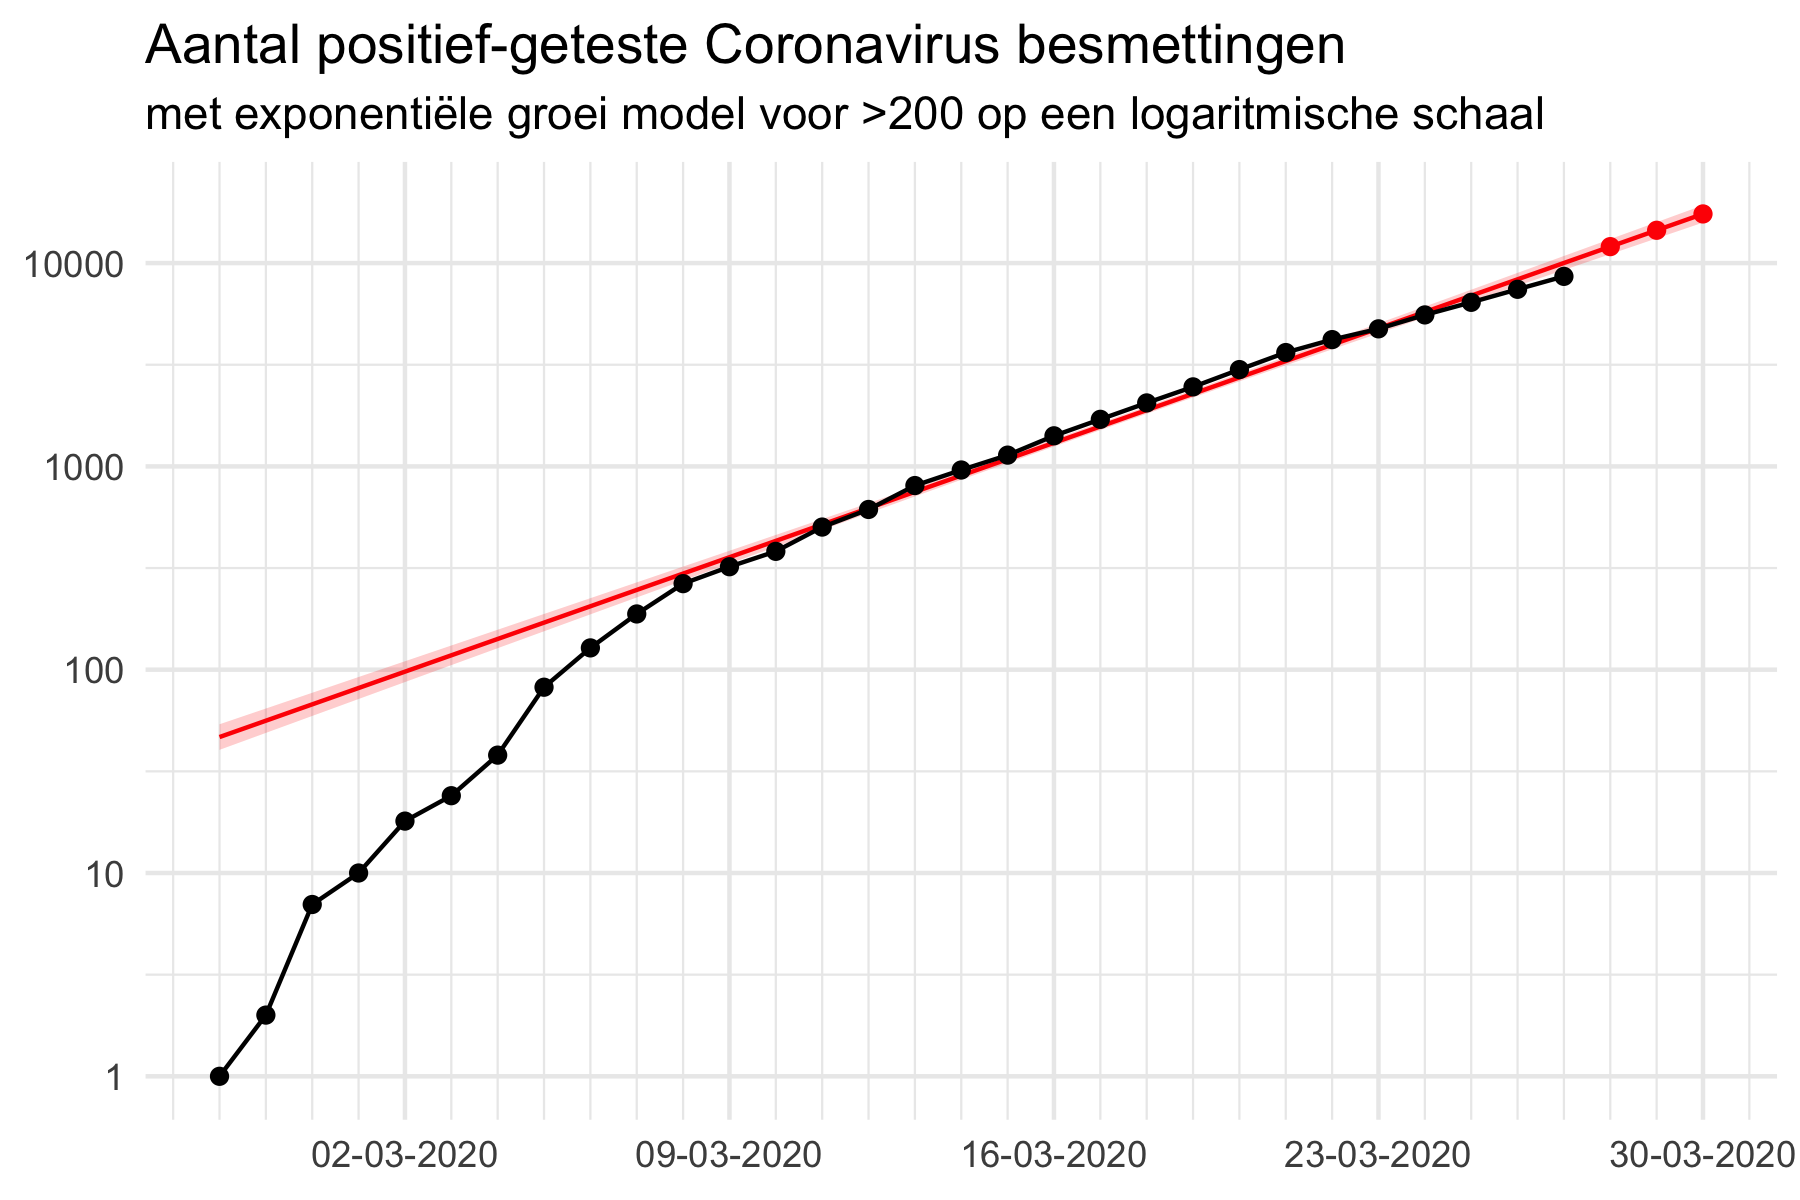 Aantal positief-geteste Coronavirus besmettingen
met exponentiële groei model voor >200 op een logaritmische schaal
10000
1000
100
10
1
02-03-2020 09-03-2020 16-03-2020 23-03-2020 30-03-2020